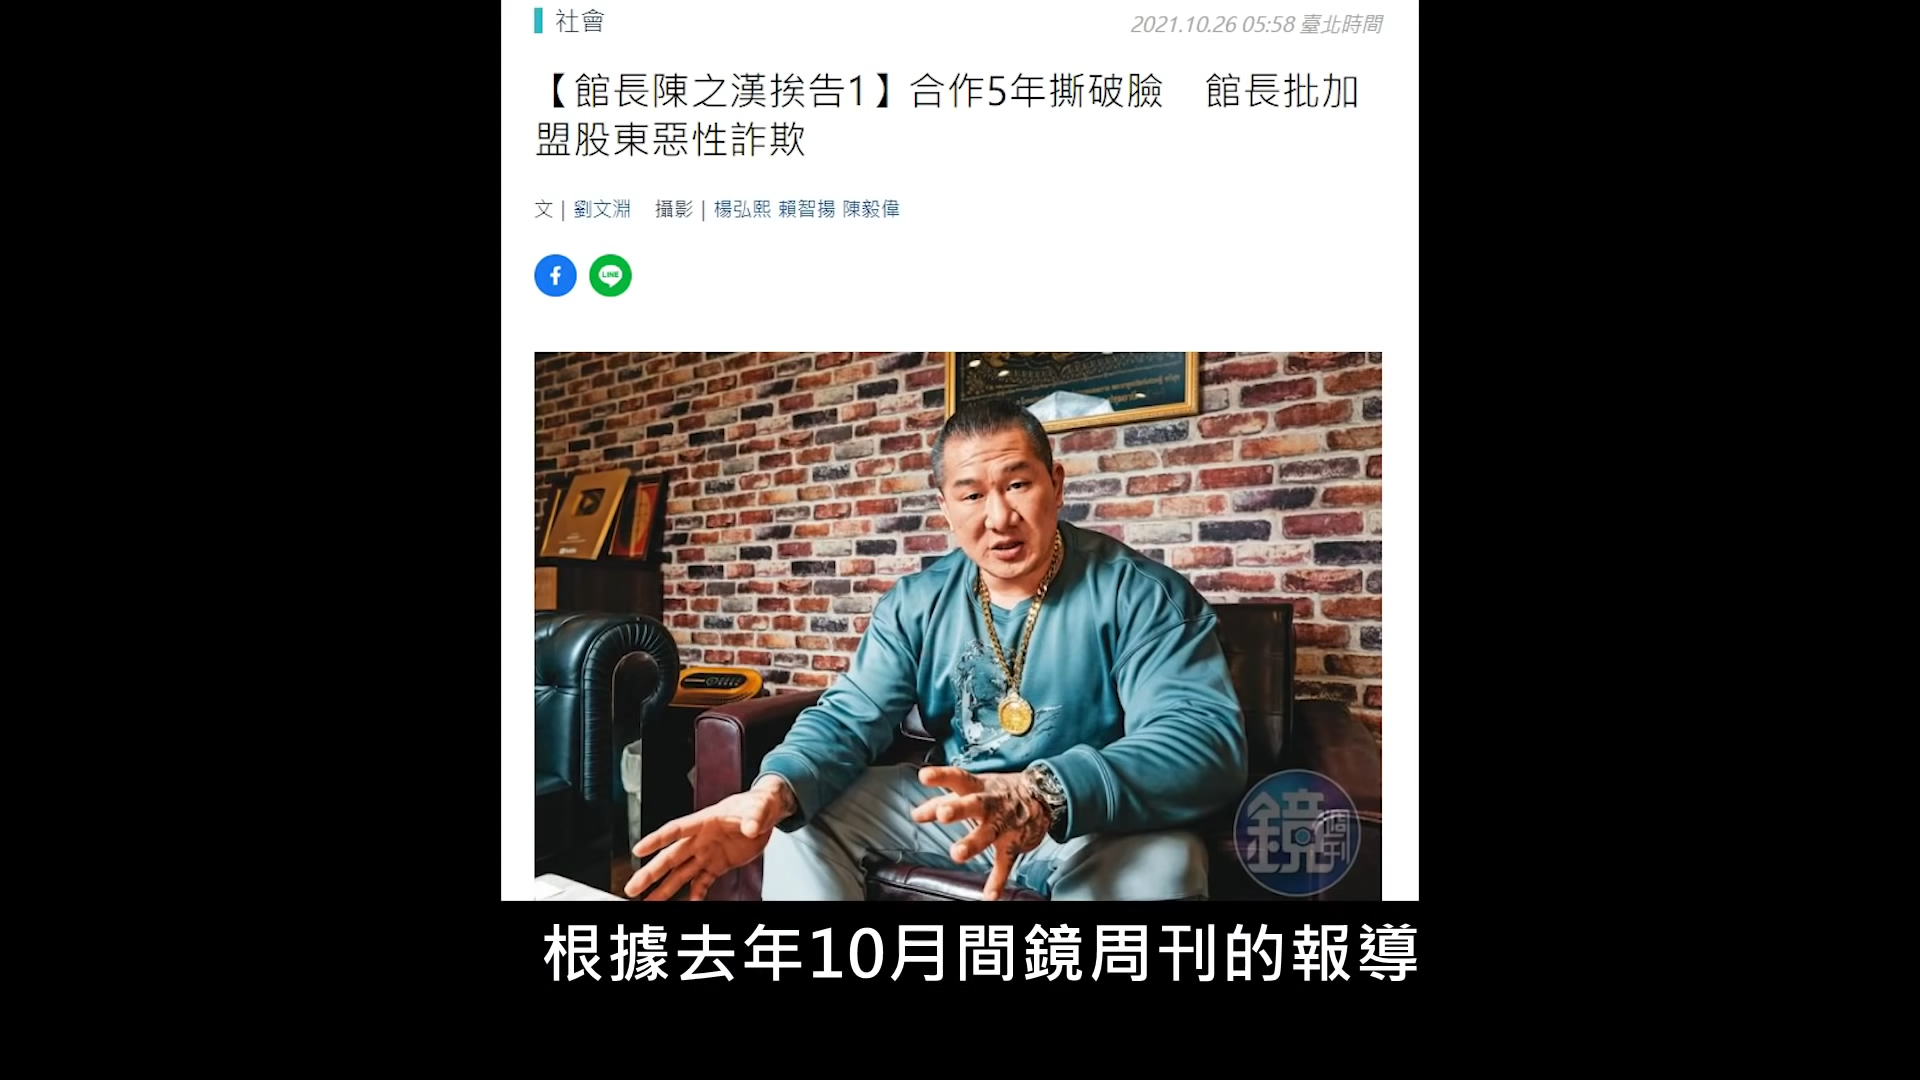 社會
2021.10.26 05:58 臺北時間
【館長陳之漢挨告1】合作5年撕破臉　館長批加
盟股東惡性詐欺
文｜劉文淵　攝影｜楊弘熙 賴智揚 陳毅偉
LINE
鏡週刊
根據去年10月間鏡周刊的報導